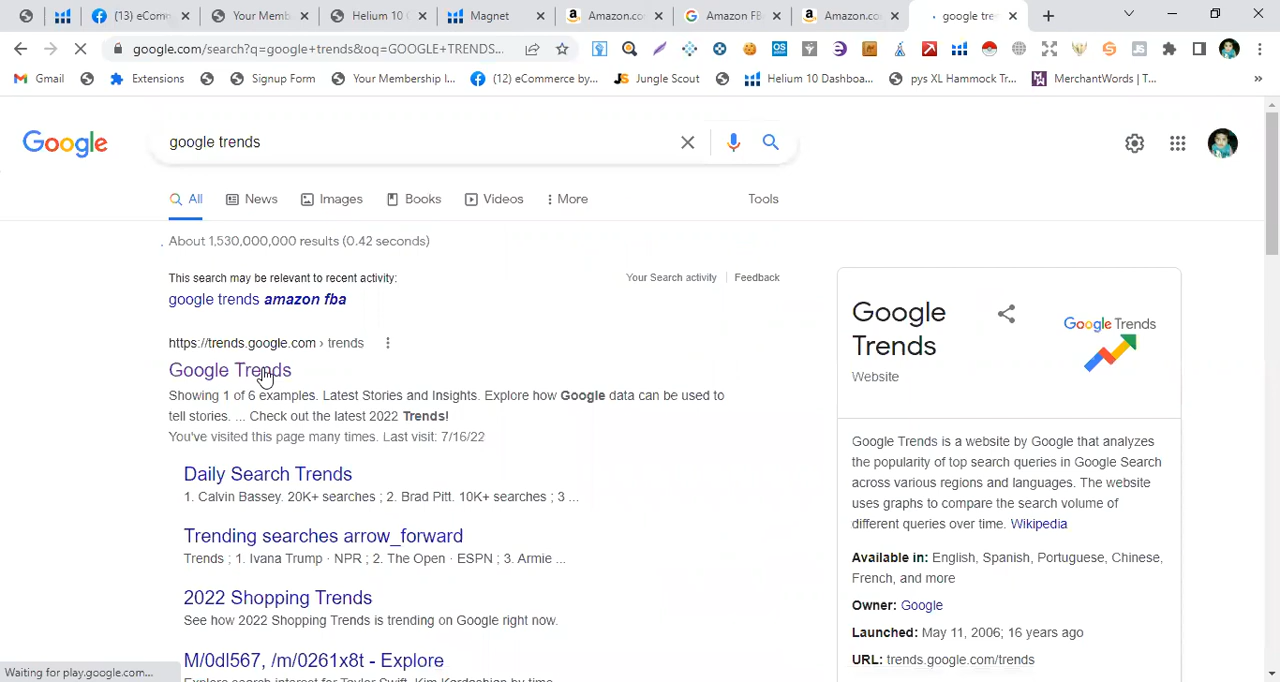 (13) eComm
Your Memb
Helium 10
Magnet
Amazon.co
Amazon FB
Amazon.co
google tre
google.com/search?q=google+trends&oq=GOOGLE+TRENDS...
Gmail
Extensions
Signup Form
Your Membership I...
(12) eCommerce by...
Jungle Scout
Helium 10 Dashboa...
pys XL Hammock Tr...
MerchantWords | T...
»
Google
google trends
All
News
Images
Books
Videos
More
Tools
About 1,530,000,000 results (0.42 seconds)
This search may be relevant to recent activity:
Your Search activity
Feedback
google trends amazon fba
https://trends.google.com › trends
Google Trends
Showing 1 of 6 examples. Latest Stories and Insights. Explore how Google data can be used to
tell stories. ... Check out the latest 2022 Trends!
You've visited this page many times. Last visit: 7/16/22
Daily Search Trends
1. Calvin Bassey. 20K+ searches ; 2. Brad Pitt. 10K+ searches ; 3 ...
Trending searches arrow_forward
Trends ; 1. Ivana Trump · NPR ; 2. The Open · ESPN ; 3. Armie ...
2022 Shopping Trends
See how 2022 Shopping Trends is trending on Google right now.
M/0dl567, /m/0261x8t - Explore
Explore search interest for Taylor Swift, Kim Kardashian by time
Google
Trends
Website
Google Trends
Google Trends is a website by Google that analyzes
the popularity of top search queries in Google Search
across various regions and languages. The website
uses graphs to compare the search volume of
different queries over time. Wikipedia
Available in: English, Spanish, Portuguese, Chinese,
French, and more
Owner: Google
Launched: May 11, 2006; 16 years ago
URL: trends.google.com/trends
Waiting for play.google.com...